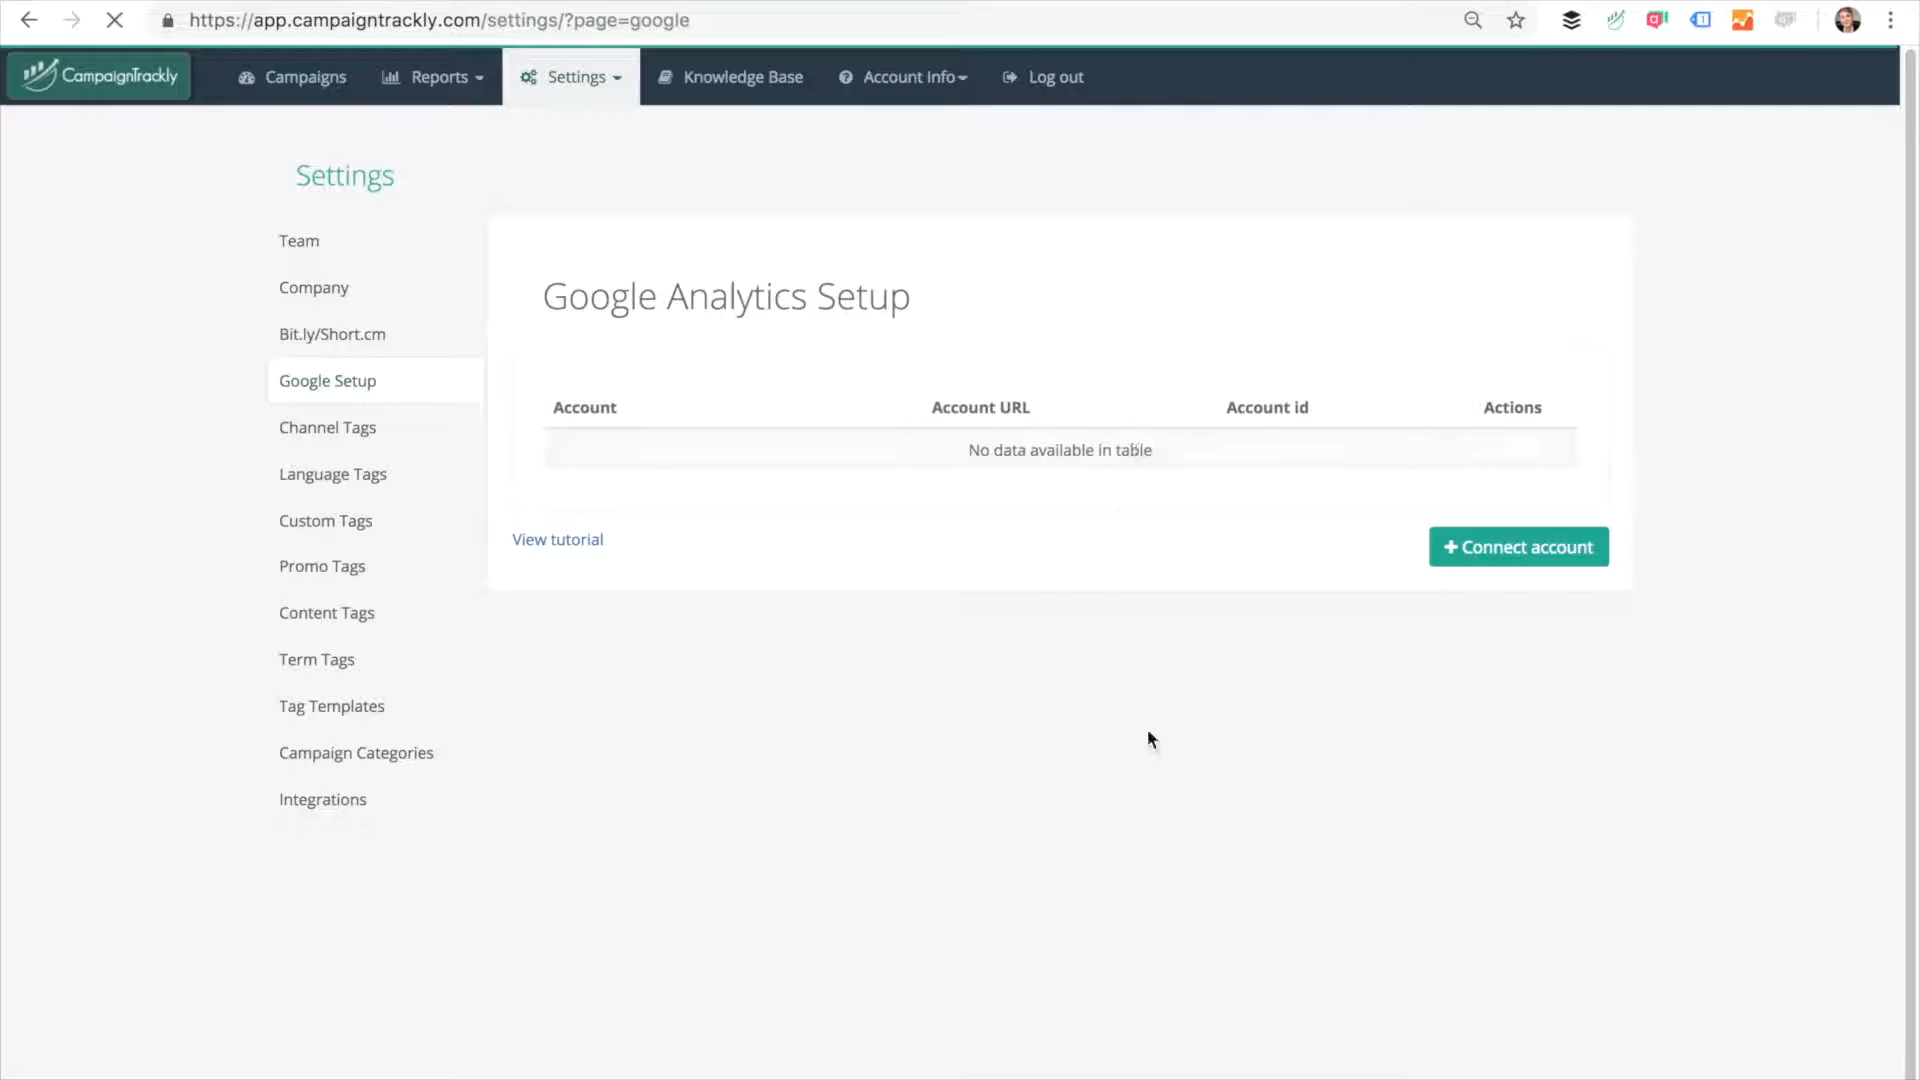 https://app.campaigntrackly.com/settings/?page=google
CampaignTrackly
Campaigns
Reports
Settings
Knowledge Base
Account Info
Log out
Settings
Team
Company
Bit.ly/Short.cm
Google Setup
Channel Tags
Language Tags
Custom Tags
Promo Tags
Content Tags
Term Tags
Tag Templates
Campaign Categories
Integrations
Google Analytics Setup
Account Account URL Account id Actions
No data available in table
View tutorial
+ Connect account